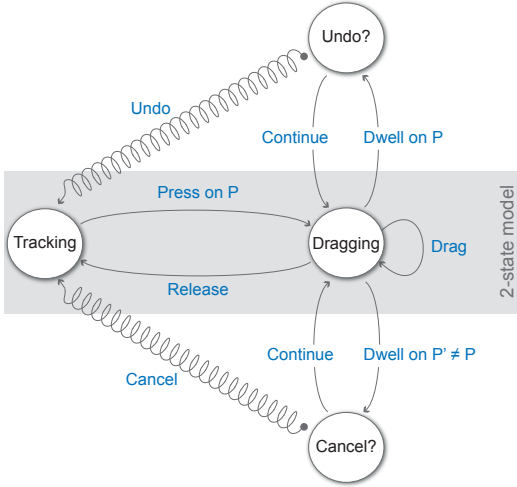 Undo?
Undo
Continue
Dwell on P
Press on P
Tracking
Dragging
Drag
2-state model
Release
Continue
Dwell on P' ≠ P
Cancel
Cancel?